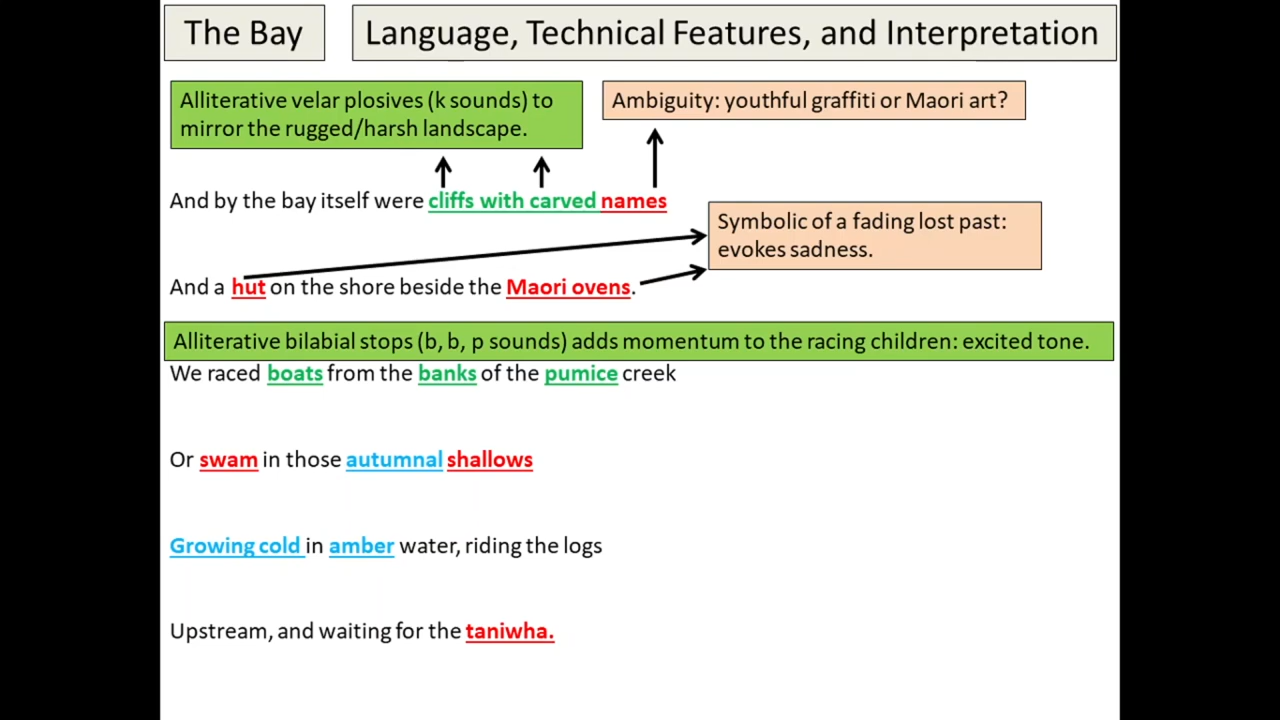 The Bay
Language, Technical Features, and Interpretation
Alliterative velar plosives (k sounds) to
mirror the rugged/harsh landscape.
Ambiguity: youthful graffiti or Maori art?
And by the bay itself were cliffs with carved names
Symbolic of a fading lost past:
evokes sadness.
And a hut on the shore beside the Maori ovens.
Alliterative bilabial stops (b, b, p sounds) adds momentum to the racing children: excited tone.
We raced boats from the banks of the pumice creek
Or swam in those autumnal shallows
Growing cold in amber water, riding the logs
Upstream, and waiting for the taniwha.